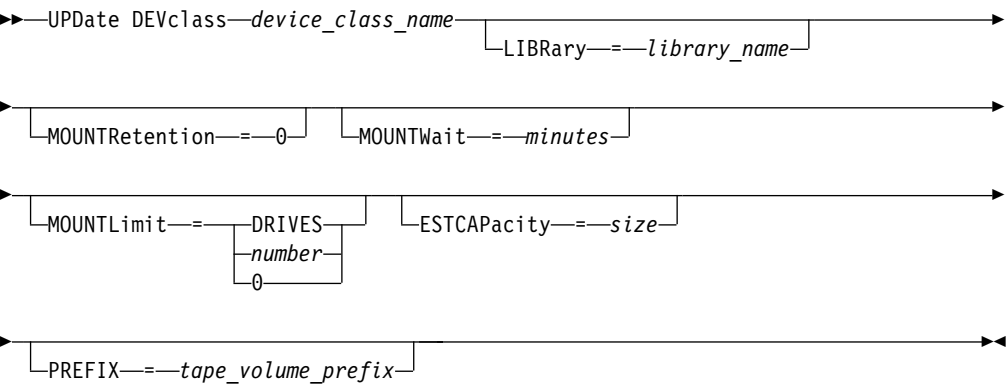 UPDate DEVclass device_class_name
LIBRary = library_name
MOUNTRetention = 0 MOUNTWait = minutes
MOUNTLimit = DRIVES ESTCAPacity = size
number
0
PREFIX = tape_volume_prefix